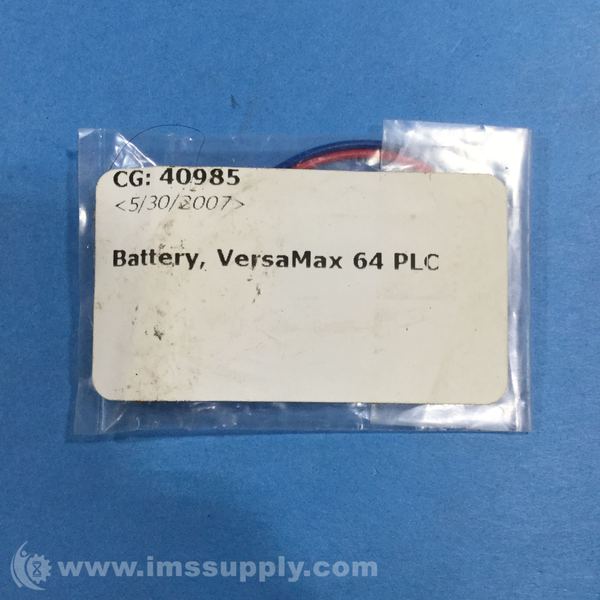 CG: 40985
<5/30/2007>
Battery, VersaMax 64 PLC
www.imssupply.com